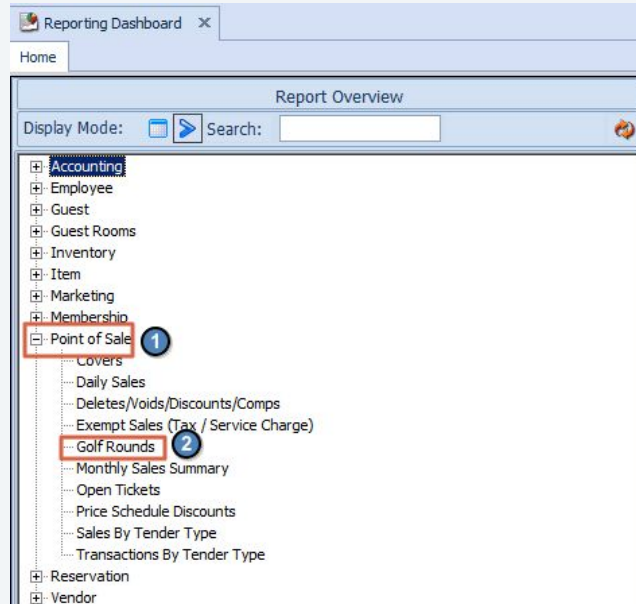 Reporting Dashboard
Home
Report Overview
Display Mode: Search:
Accounting
Employee
Guest
Guest Rooms
Inventory
Item
Marketing
Membership
Point of Sale 1
Covers
Daily Sales
Deletes/Voids/Discounts/Comps
Exempt Sales (Tax / Service Charge)
Golf Rounds 2
Monthly Sales Summary
Open Tickets
Price Schedule Discounts
Sales By Tender Type
Transactions By Tender Type
Reservation
Vendor